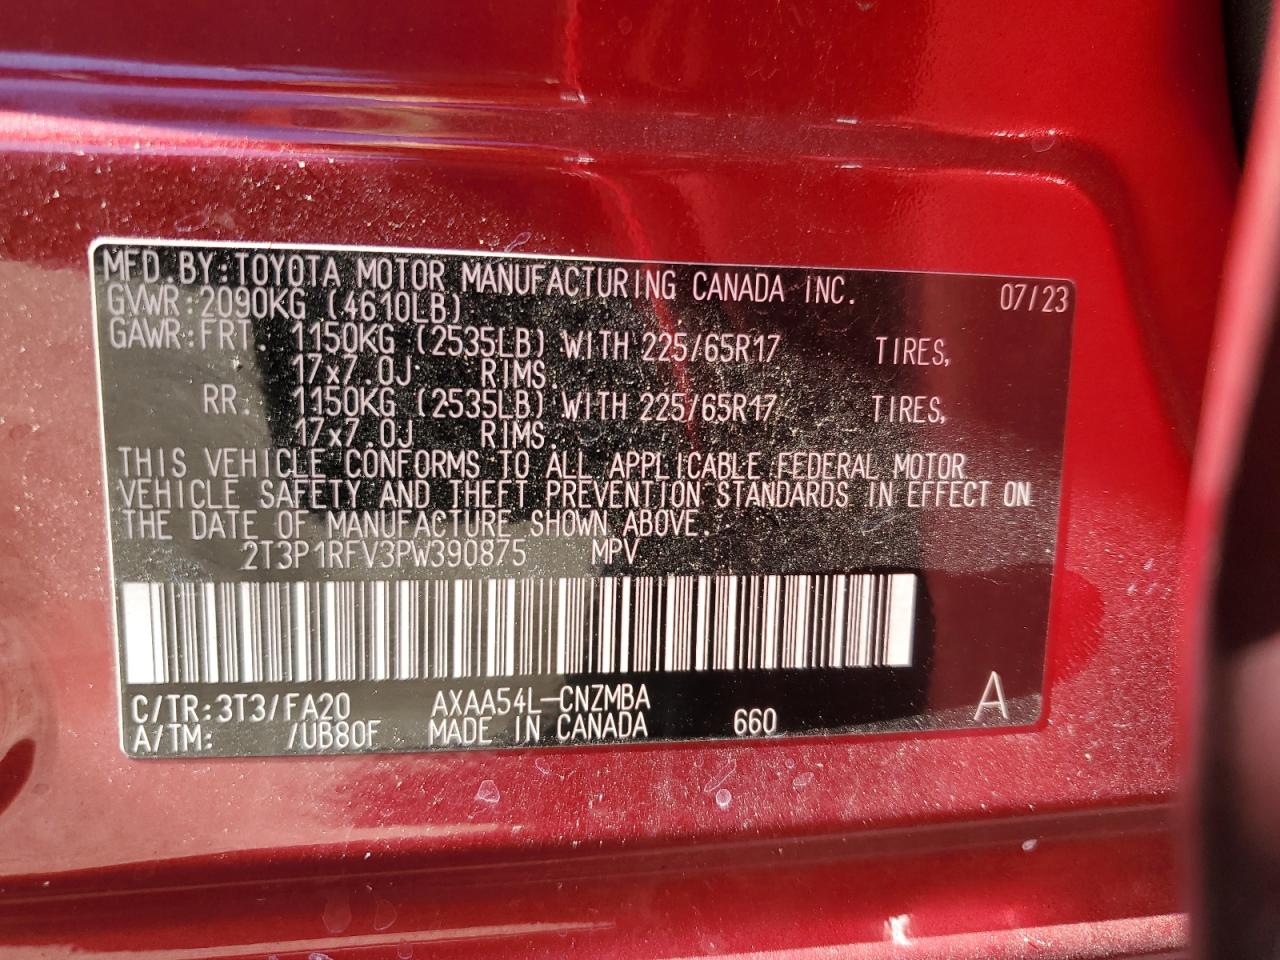 MFD.BY:TOYOTA MOTOR MANUFACTURING CANADA INC. 07/23
GVWR:2090KG (4610LB)
GAWR:FRT. 1150KG (2535LB) WITH 225/65R17 TIRES,
17x7.0J RIMS.
RR. 1150KG (2535LB) WITH 225/65R17 TIRES,
17x7.0J RIMS.
THIS VEHICLE CONFORMS TO ALL APPLICABLE FEDERAL MOTOR
VEHICLE SAFETY AND THEFT PREVENTION STANDARDS IN EFFECT ON
THE DATE OF MANUFACTURE SHOWN ABOVE.
2T3P1RFV3PW390875 MPV
C/TR:3T3/FA20 AXAA54L-CNZMBA A
A/TM: /UB80F MADE IN CANADA 660